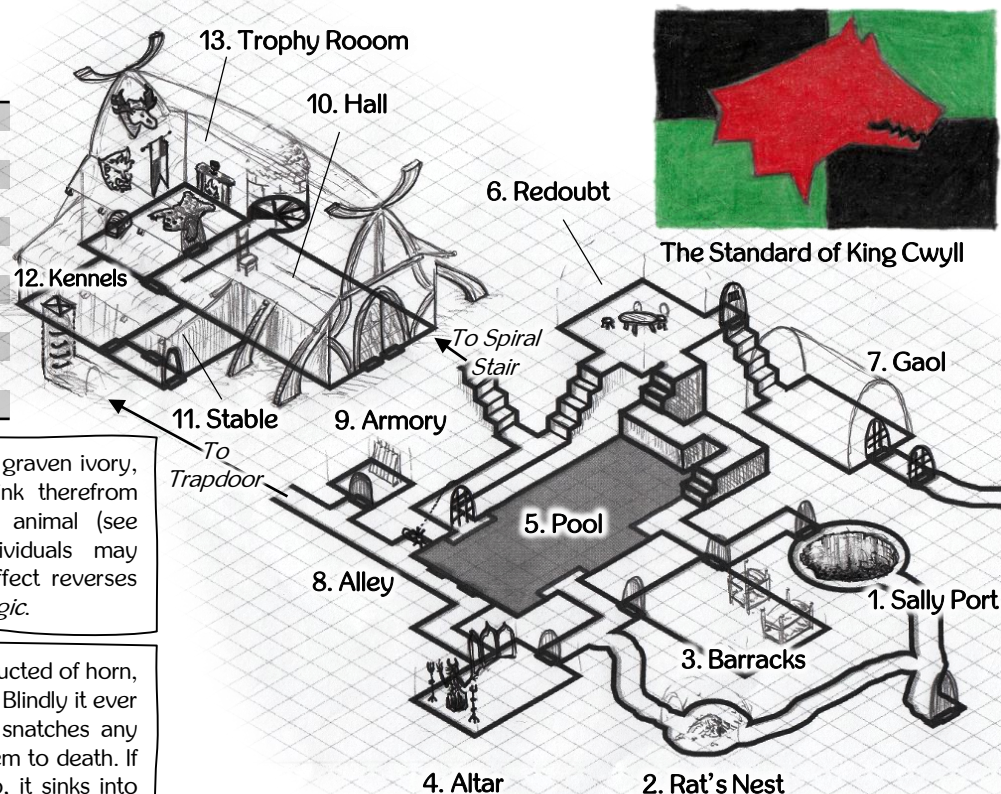 13. Trophy Rooom
10. Hall
6. Redoubt
The Standard of King Cwyll
12. Kennels
To Spiral
Stair
7. Gaol
11. Stable
9. Armory
To
Trapdoor
5. Pool
8. Alley
1. Sally Port
3. Barracks
4. Altar
2. Rat's Nest
graven ivory,
nk therefrom
animal (see
ividuals may
ffect reverses
gic.
ucted of horn,
Blindly it ever
snatches any
em to death. If
it sinks into